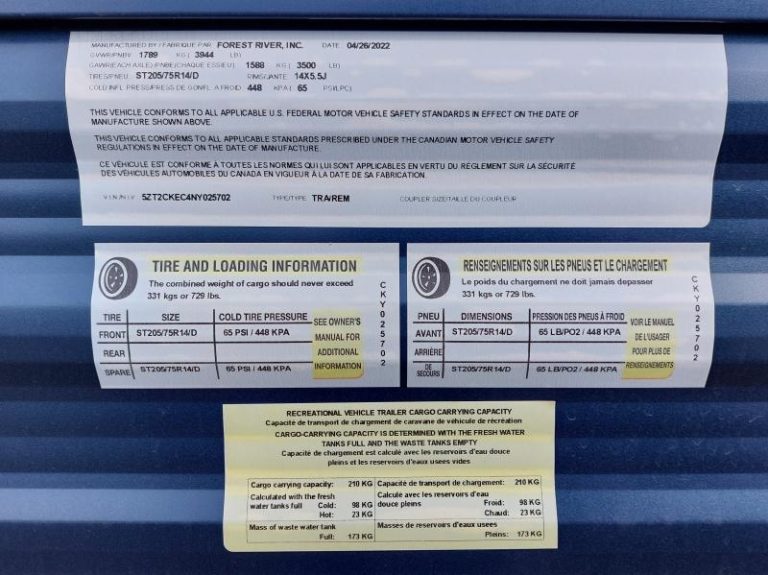 MANUFACTURED BY / FABRIQUE PAR FOREST RIVER, INC. DATE 04/26/2022
GVWR/PNBV 1789 KG ( 3944 LB)
GAWR(EACH AXLE) /PNBE(CHAQUE ESSIEU) 1588 KG ( 3500 LB)
TIRES/PNEU ST205/75R14/D RIMS/JANTE 14X5.5J
COLD INFL. PRESS/PRESS DE GONFL. A FROID 448 KPA ( 65 PSI/LPC)
THIS VEHICLE CONFORMS TO ALL APPLICABLE U.S. FEDERAL MOTOR VEHICLE SAFETY STANDARDS IN EFFECT ON THE DATE OF
MANUFACTURE SHOWN ABOVE.
THIS VEHICLE CONFORMS TO ALL APPLICABLE STANDARDS PRESCRIBED UNDER THE CANADIAN MOTOR VEHICLE SAFETY
REGULATIONS IN EFFECT ON THE DATE OF MANUFACTURE.
CE VÉHICULE EST CONFORME À TOUTES LES NORMES QUI LUI SONT APPLICABLES EN VERTU DU RÈGLEMENT SUR LA SÉCURITÉ
DES VÉHICULES AUTOMOBILES DU CANADA EN VIGUEUR À LA DATE DE SA FABRICATION.
V.I.N./N.I.V. 5ZT2CKEC4NY025702 TYPE/TYPE TRA/REM COUPLER SIZE/TAILLE DU COUPLEUR
TIRE AND LOADING INFORMATION
The combined weight of cargo should never exceed
331 kgs or 729 lbs.
TIRE SIZE COLD TIRE PRESSURE
FRONT ST205/75R14/D 65 PSI / 448 KPA
REAR
SPARE ST205/75R14/D 65 PSI / 448 KPA
SEE OWNER'S
MANUAL FOR
ADDITIONAL
INFORMATION
CKY025702
RENSEIGNEMENTS SUR LES PNEUS ET LE CHARGEMENT
Le poids du chargement ne doit jamais depasser
331 kgs or 729 lbs.
PNEU DIMENSIONS PRESSION DES PNEUS À FROID
AVANT ST205/75R14/D 65 LB/PO2 / 448 KPA
ARRIÈRE
DE SECOURS ST205/75R14/D 65 LB/PO2 / 448 KPA
VOIR LE MANUEL
DE L'USAGER
POUR PLUS DE
RENSEIGNEMENTS
CKY025702
RECREATIONAL VEHICLE TRAILER CARGO CARRYING CAPACITY
Capacité de transport de chargement de caravane de véhicule de récréation
CARGO-CARRYING CAPACITY IS DETERMINED WITH THE FRESH WATER
TANKS FULL AND THE WASTE TANKS EMPTY
Capacité de chargement est calculé avec les reservoirs d'eau douce
pleins et les reservoirs d'eaux usees vides
Cargo carrying capacity: 210 KG Capacité de transport de chargement: 210 KG
Calculated with the fresh Calculé avec les reservoirs d'eau
water tanks full Cold: 98 KG douce pleins Froid: 98 KG
Hot: 23 KG Chaud: 23 KG
Mass of waste water tank Masses de reservoirs d'eaux usees
Full: 173 KG Pleins: 173 KG